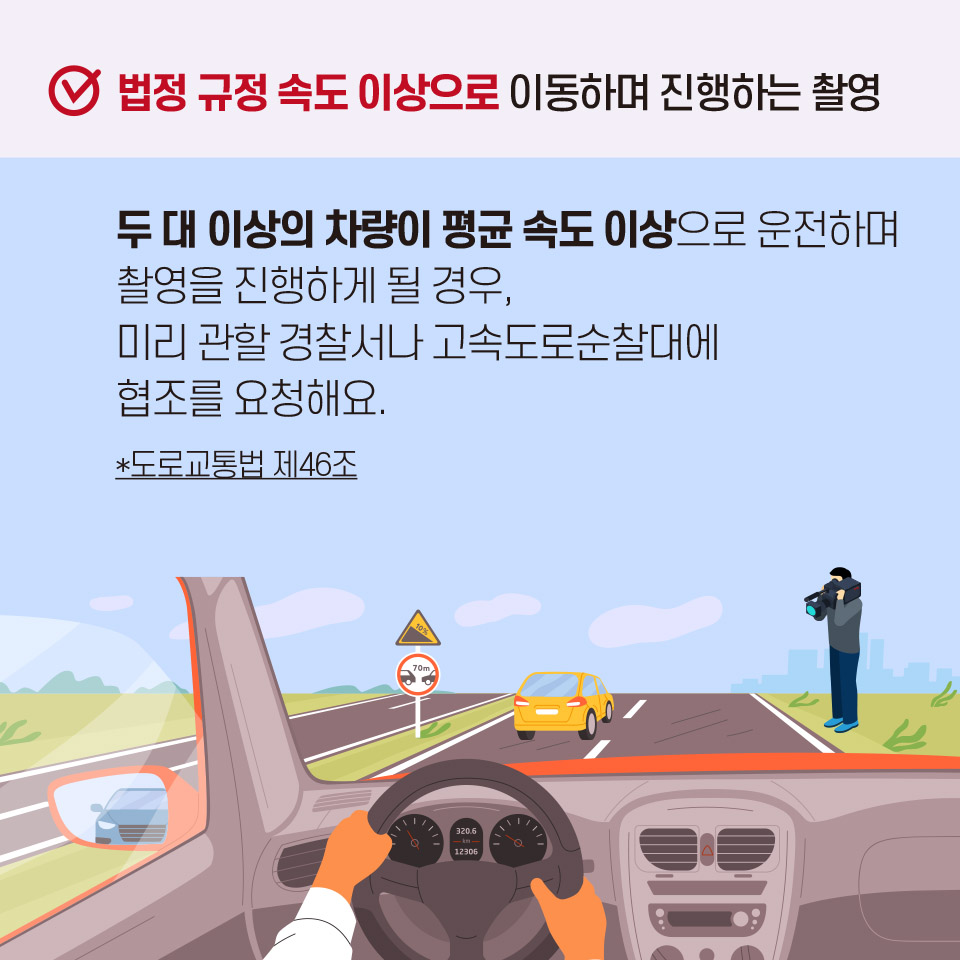 법정 규정 속도 이상으로 이동하며 진행하는 촬영
두 대 이상의 차량이 평균 속도 이상으로 운전하며
촬영을 진행하게 될 경우,
미리 관할 경찰서나 고속도로순찰대에
협조를 요청해요.
*도로교통법 제46조
10%
70m
320.6
km
12306